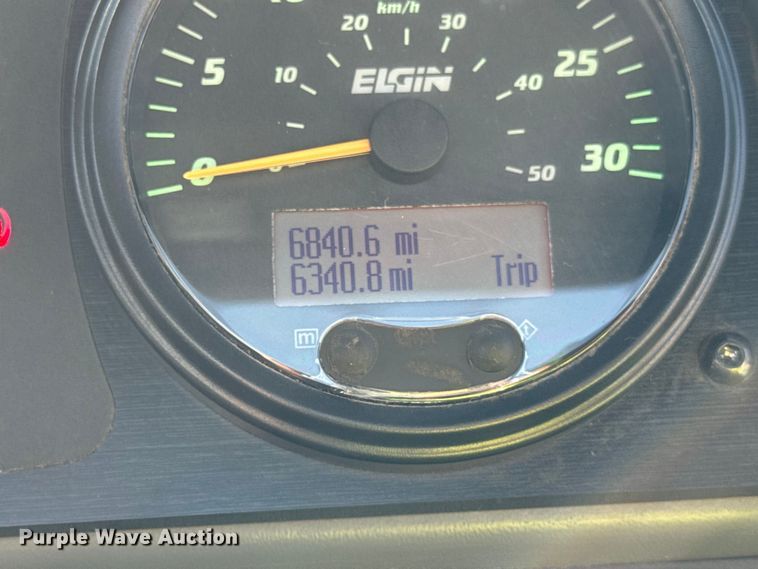 km/h
20 30
5 10 ELGIN 40 25
0 50 30
6840.6 mi
6340.8 mi Trip
m t
Purple Wave Auction